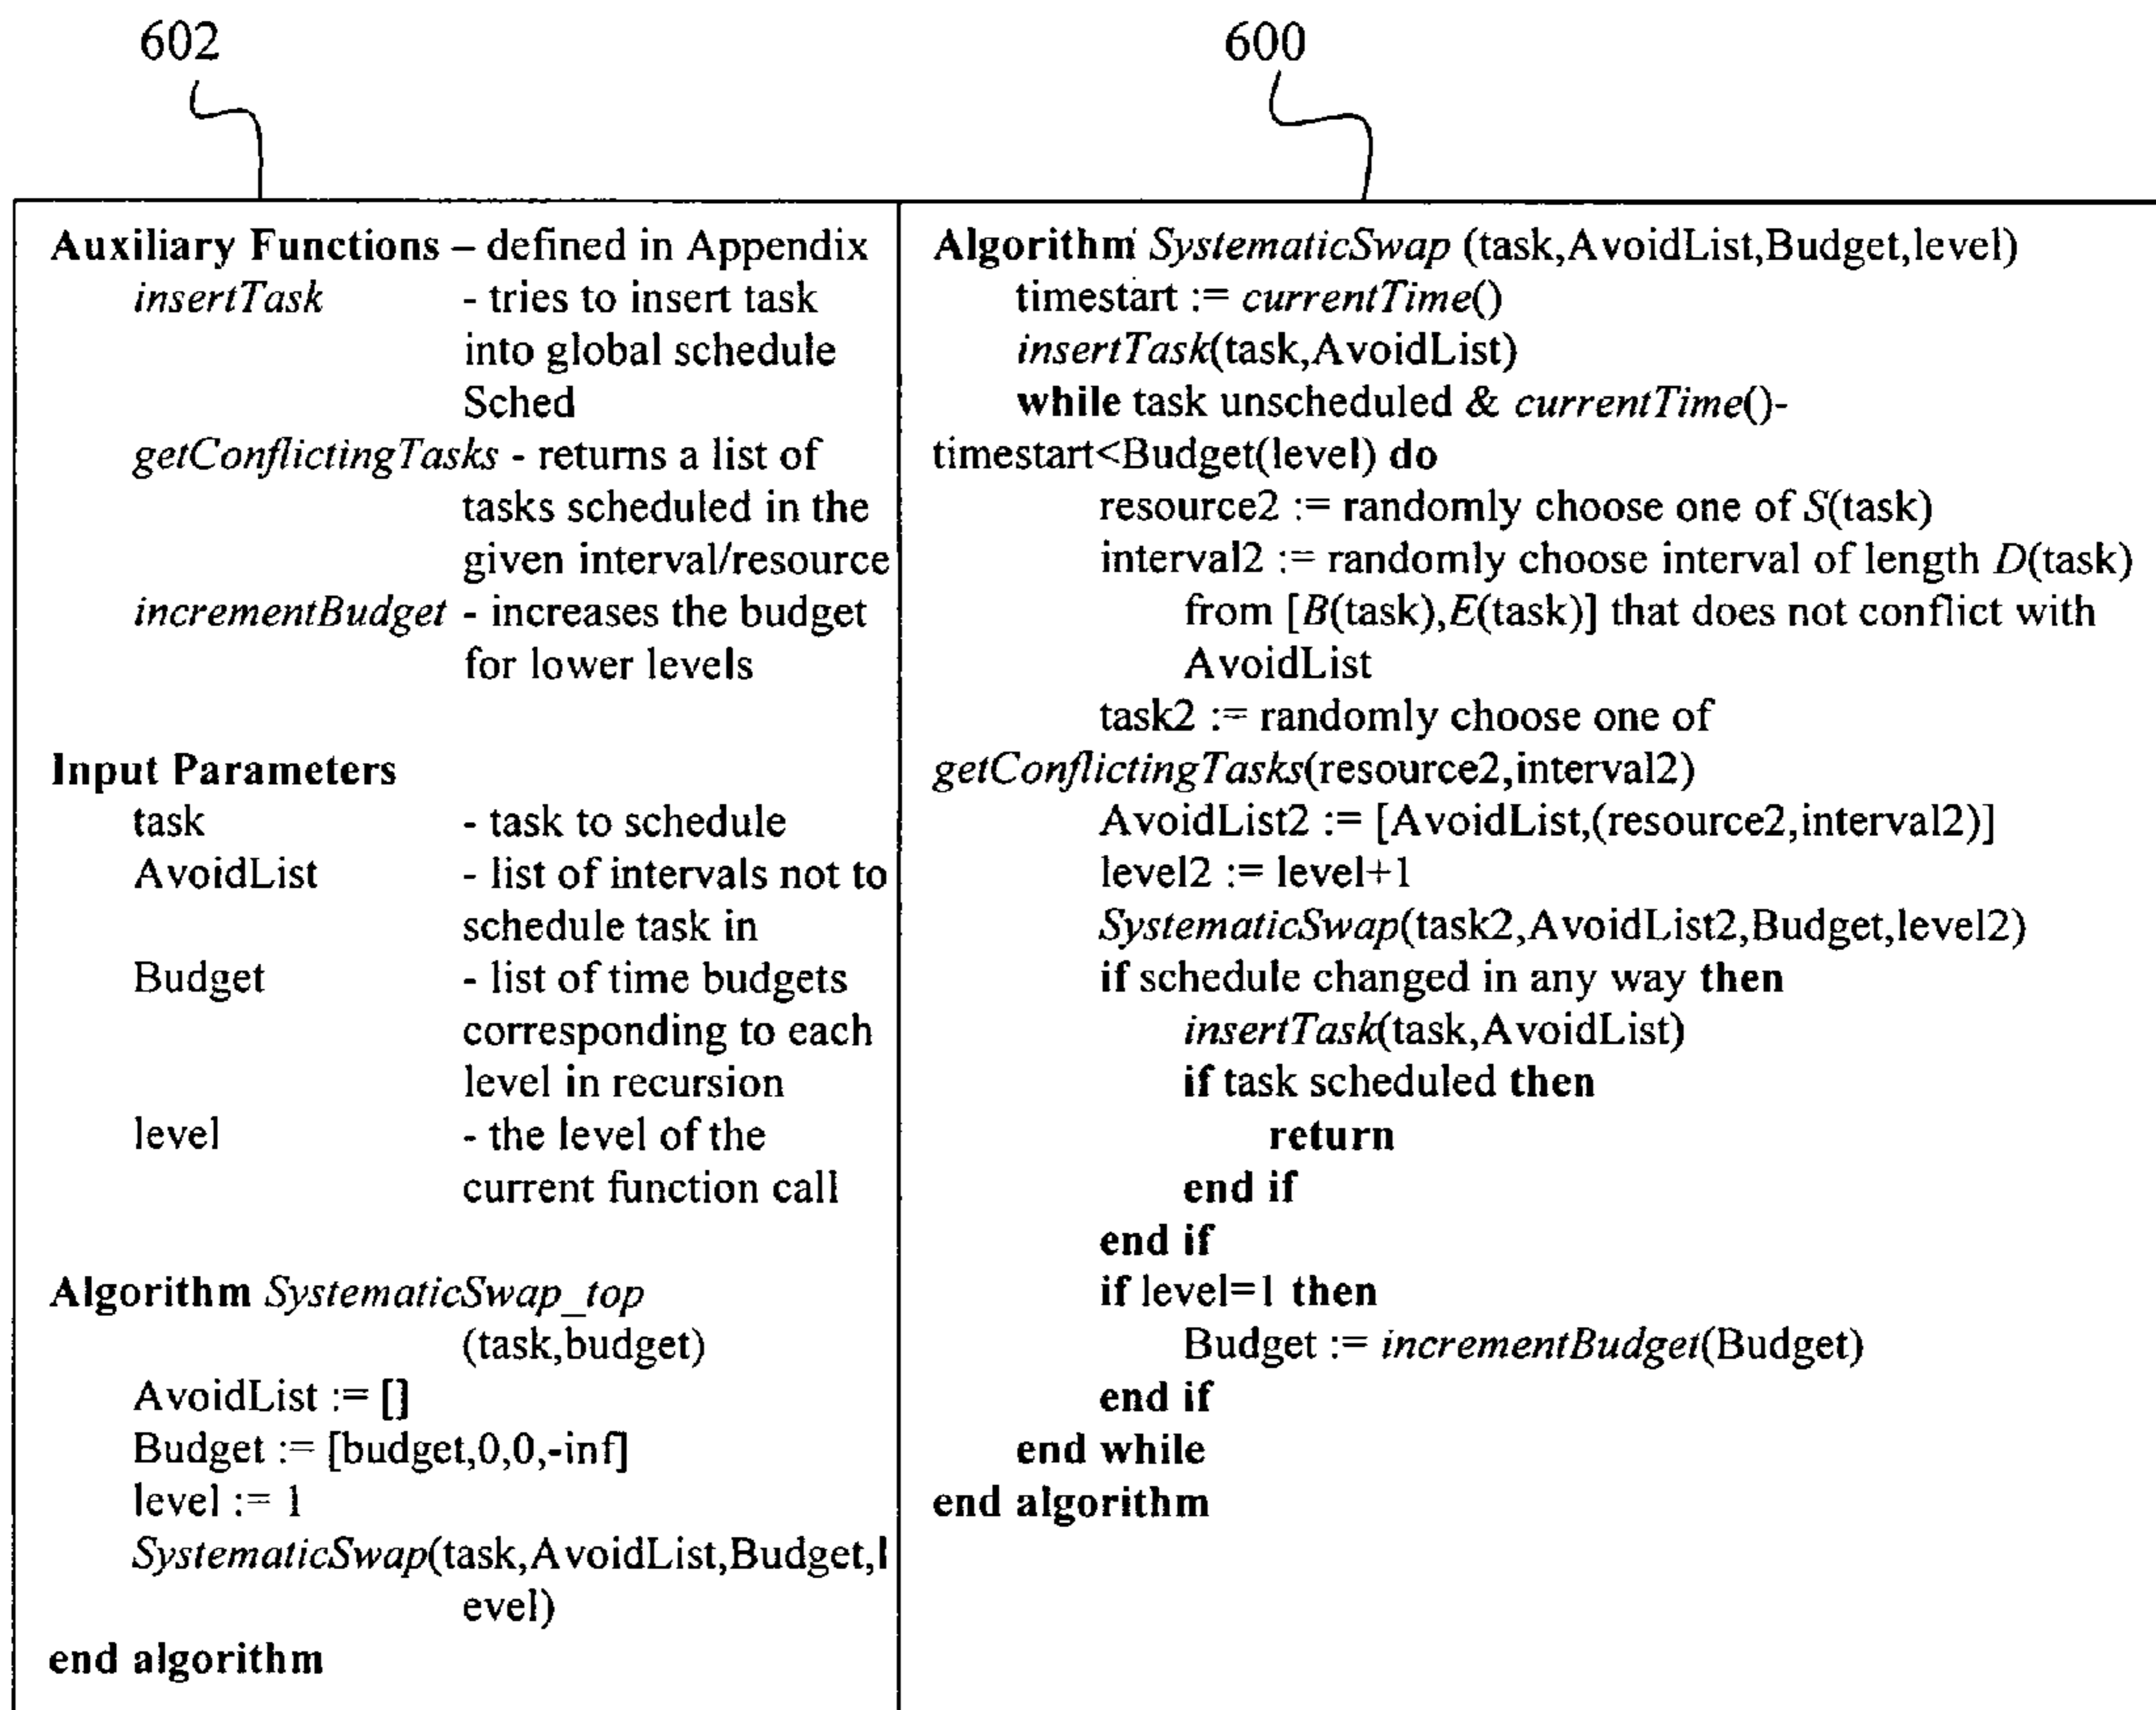 602
600
Auxiliary Functions – defined in Appendix
insertTask - tries to insert task
into global schedule
Sched
getConflictingTasks - returns a list of
tasks scheduled in the
given interval/resource
incrementBudget - increases the budget
for lower levels
Input Parameters
task - task to schedule
AvoidList - list of intervals not to
schedule task in
Budget - list of time budgets
corresponding to each
level in recursion
level - the level of the
current function call
Algorithm SystematicSwap_top
(task,budget)
AvoidList := []
Budget := [budget,0,0,-inf]
level := 1
SystematicSwap(task,AvoidList,Budget,l
evel)
end algorithm
Algorithm SystematicSwap (task,AvoidList,Budget,level)
timestart := currentTime()
insertTask(task,AvoidList)
while task unscheduled & currentTime()-
timestart<Budget(level) do
resource2 := randomly choose one of S(task)
interval2 := randomly choose interval of length D(task)
from [B(task),E(task)] that does not conflict with
AvoidList
task2 := randomly choose one of
getConflictingTasks(resource2,interval2)
AvoidList2 := [AvoidList,(resource2,interval2)]
level2 := level+1
SystematicSwap(task2,AvoidList2,Budget,level2)
if schedule changed in any way then
insertTask(task,AvoidList)
if task scheduled then
return
end if
end if
if level=1 then
Budget := incrementBudget(Budget)
end if
end while
end algorithm